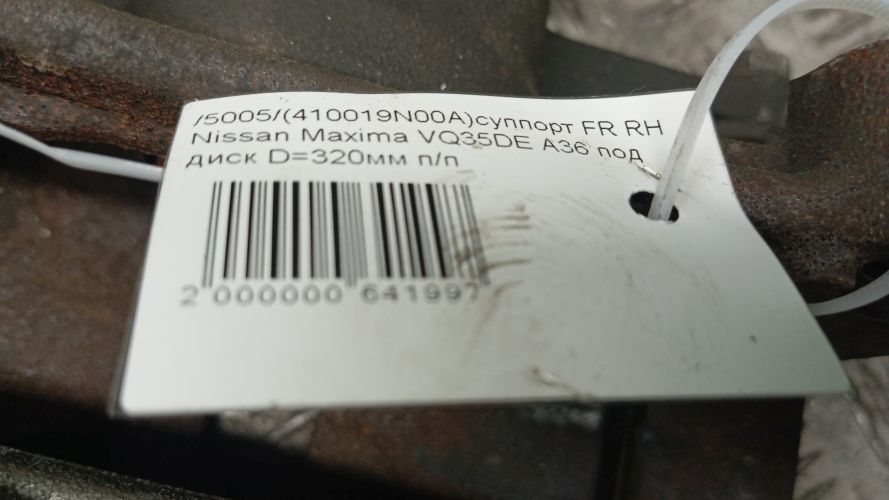 /5005/(410019N00A)суппорт FR RH
Nissan Maxima VQ35DE A36 под
диск D=320мм п/п
2 000000 641997